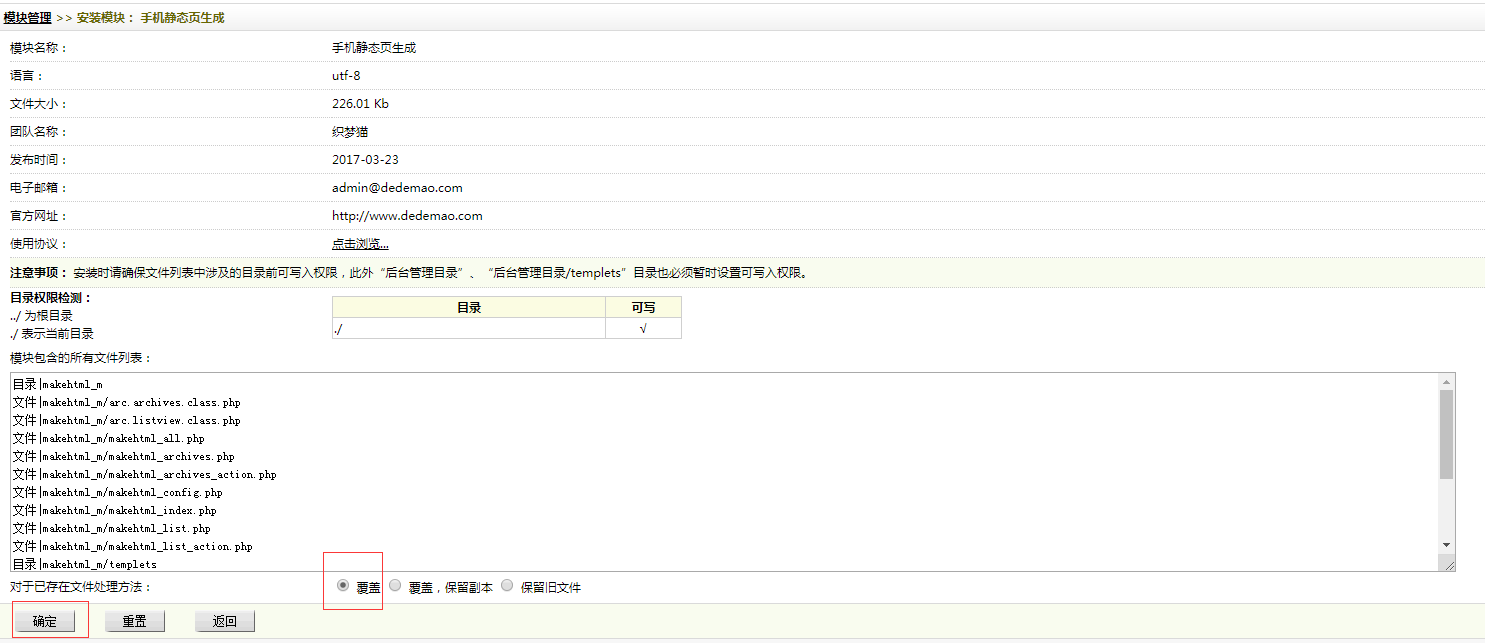 模块管理 >> 安装模块： 手机静态页生成
模块名称： 手机静态页生成
语言： utf-8
文件大小： 226.01 Kb
团队名称： 织梦猫
发布时间： 2017-03-23
电子邮箱： admin@dedemao.com
官方网址： http://www.dedemao.com
使用协议： 点击浏览...
注意事项： 安装时请确保文件列表中涉及的目录前可写入权限，此外“后台管理目录”、“后台管理目录/templets”目录也必须暂时设置可写入权限。
目录权限检测：
../ 为根目录
./ 表示当前目录
目录 可写
./ √
模块包含的所有文件列表：
目录|makehtml_m
文件|makehtml_m/arc.archives.class.php
文件|makehtml_m/arc.listview.class.php
文件|makehtml_m/makehtml_all.php
文件|makehtml_m/makehtml_archives.php
文件|makehtml_m/makehtml_archives_action.php
文件|makehtml_m/makehtml_config.php
文件|makehtml_m/makehtml_index.php
文件|makehtml_m/makehtml_list.php
文件|makehtml_m/makehtml_list_action.php
目录|makehtml_m/templets
对于已存在文件处理方法： 覆盖 覆盖，保留副本 保留旧文件
确定 重置 返回